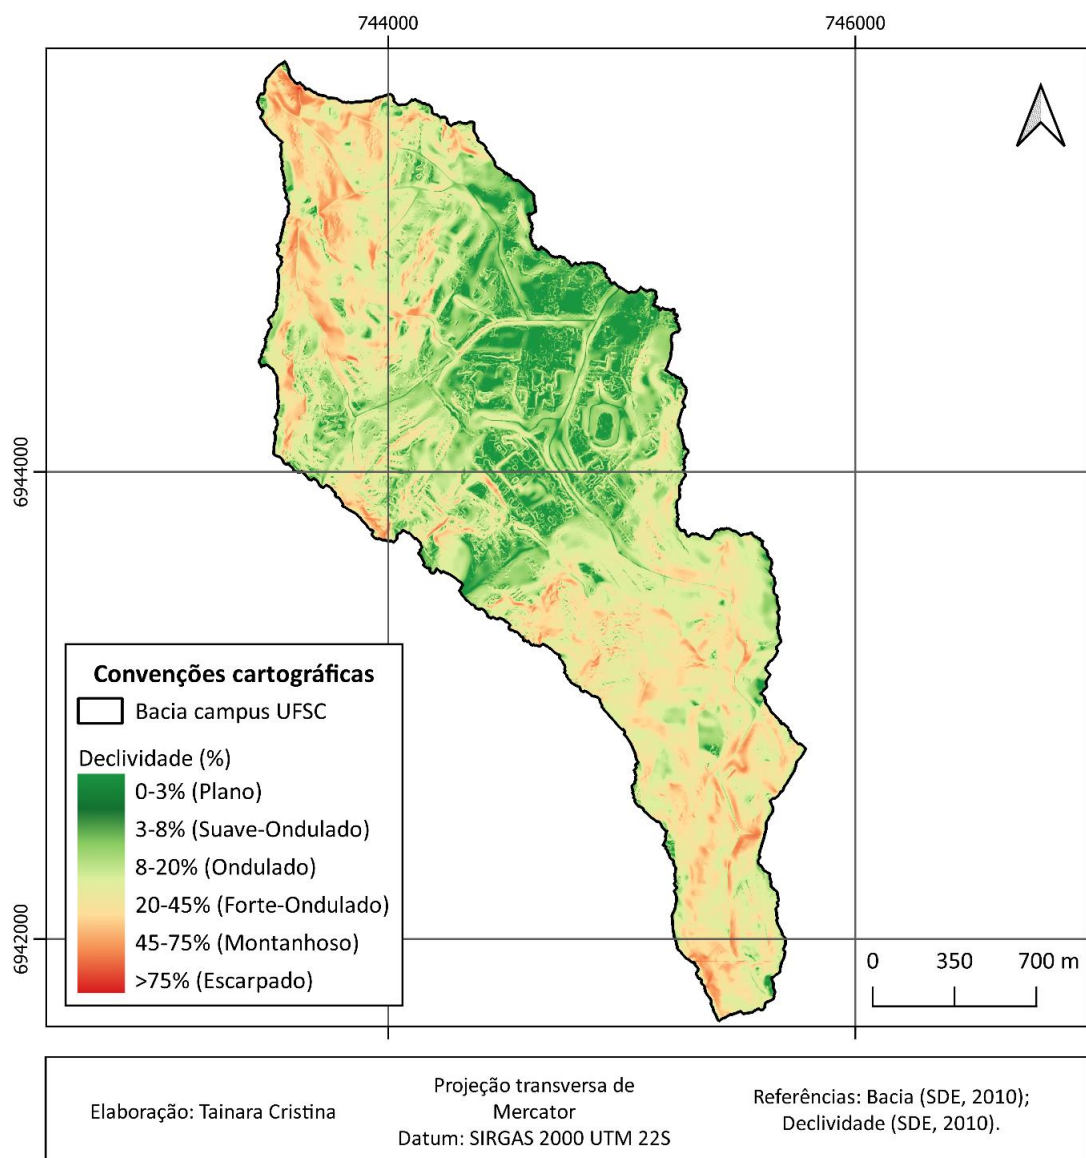 744000
746000
6944000
6942000
Convenções cartográficas
Bacia campus UFSC
Declividade (%)
0-3% (Plano)
3-8% (Suave-Ondulado)
8-20% (Ondulado)
20-45% (Forte-Ondulado)
45-75% (Montanhoso)
>75% (Escarpado)
0 350 700 m
Elaboração: Tainara Cristina
Projeção transversa de
Mercator
Datum: SIRGAS 2000 UTM 22S
Referências: Bacia (SDE, 2010);
Declividade (SDE, 2010).